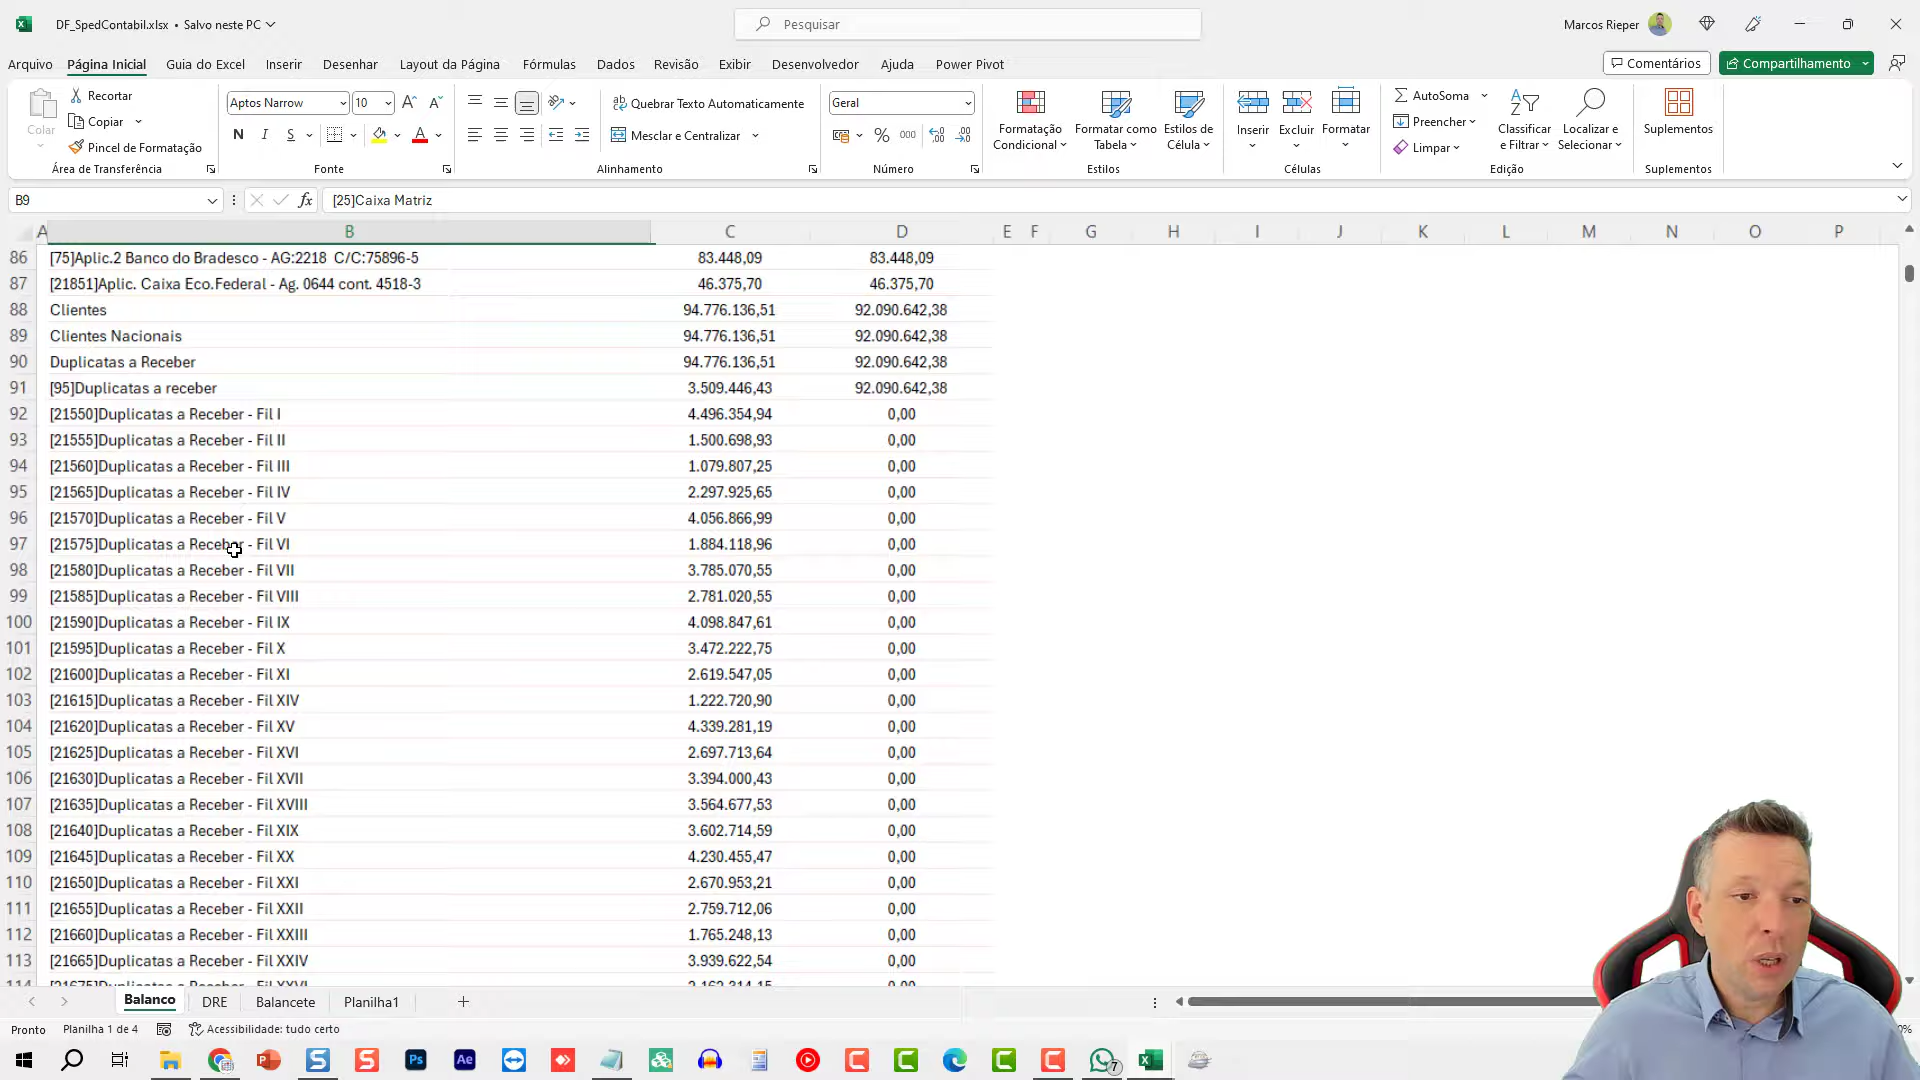 DF_SpedContabil.xlsx • Salvo neste PC
Pesquisar
Marcos Rieper
Arquivo Página Inicial Guia do Excel Inserir Desenhar Layout da Página Fórmulas Dados Revisão Exibir Desenvolvedor Ajuda Power Pivot
Comentários Compartilhamento
Colar
Recortar
Copiar
Pincel de Formatação
Área de Transferência
Aptos Narrow 10
N I S
Fonte
Quebrar Texto Automaticamente
Mesclar e Centralizar
Alinhamento
Geral
% 000
Número
Formatação Condicional
Formatar como Tabela
Estilos de Célula
Estilos
Inserir Excluir Formatar
Células
AutoSoma
Preencher
Limpar
Classificar e Filtrar
Localizar e Selecionar
Edição
Suplementos
Suplementos
B9 fx [25]Caixa Matriz
A B C D E F G H I J K L M N O P
86 [75]Aplic.2 Banco do Bradesco - AG:2218 C/C:75896-5 83.448,09 83.448,09
87 [21851]Aplic. Caixa Eco.Federal - Ag. 0644 cont. 4518-3 46.375,70 46.375,70
88 Clientes 94.776.136,51 92.090.642,38
89 Clientes Nacionais 94.776.136,51 92.090.642,38
90 Duplicatas a Receber 94.776.136,51 92.090.642,38
91 [95]Duplicatas a receber 3.509.446,43 92.090.642,38
92 [21550]Duplicatas a Receber - Fil I 4.496.354,94 0,00
93 [21555]Duplicatas a Receber - Fil II 1.500.698,93 0,00
94 [21560]Duplicatas a Receber - Fil III 1.079.807,25 0,00
95 [21565]Duplicatas a Receber - Fil IV 2.297.925,65 0,00
96 [21570]Duplicatas a Receber - Fil V 4.056.866,99 0,00
97 [21575]Duplicatas a Receber - Fil VI 1.884.118,96 0,00
98 [21580]Duplicatas a Receber - Fil VII 3.785.070,55 0,00
99 [21585]Duplicatas a Receber - Fil VIII 2.781.020,55 0,00
100 [21590]Duplicatas a Receber - Fil IX 4.098.847,61 0,00
101 [21595]Duplicatas a Receber - Fil X 3.472.222,75 0,00
102 [21600]Duplicatas a Receber - Fil XI 2.619.547,05 0,00
103 [21615]Duplicatas a Receber - Fil XIV 1.222.720,90 0,00
104 [21620]Duplicatas a Receber - Fil XV 4.339.281,19 0,00
105 [21625]Duplicatas a Receber - Fil XVI 2.697.713,64 0,00
106 [21630]Duplicatas a Receber - Fil XVII 3.394.000,43 0,00
107 [21635]Duplicatas a Receber - Fil XVIII 3.564.677,53 0,00
108 [21640]Duplicatas a Receber - Fil XIX 3.602.714,59 0,00
109 [21645]Duplicatas a Receber - Fil XX 4.230.455,47 0,00
110 [21650]Duplicatas a Receber - Fil XXI 2.670.953,21 0,00
111 [21655]Duplicatas a Receber - Fil XXII 2.759.712,06 0,00
112 [21660]Duplicatas a Receber - Fil XXIII 1.765.248,13 0,00
113 [21665]Duplicatas a Receber - Fil XXIV 3.939.622,54 0,00
Balanco DRE Balancete Planilha1
Pronto Planilha 1 de 4 Acessibilidade: tudo certo
Ps Ae 7